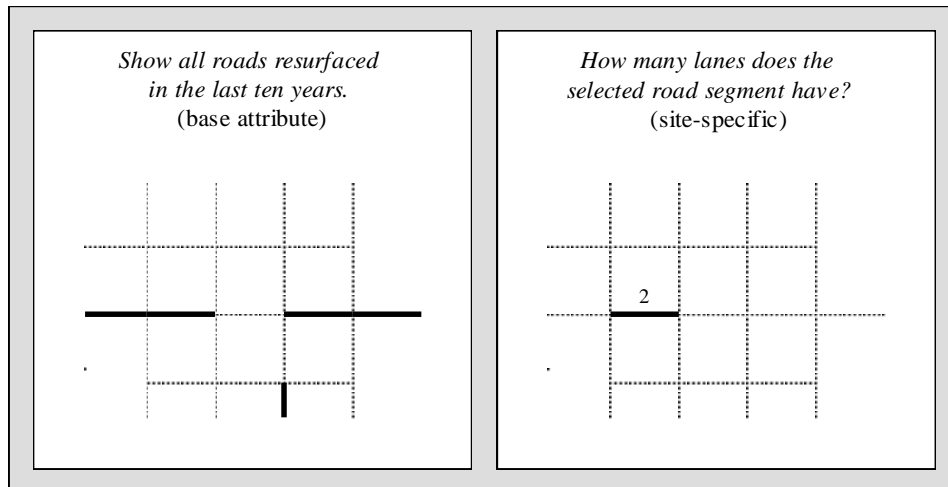 Show all roads resurfaced
in the last ten years.
(base attribute)
How many lanes does the
selected road segment have?
(site-specific)
2